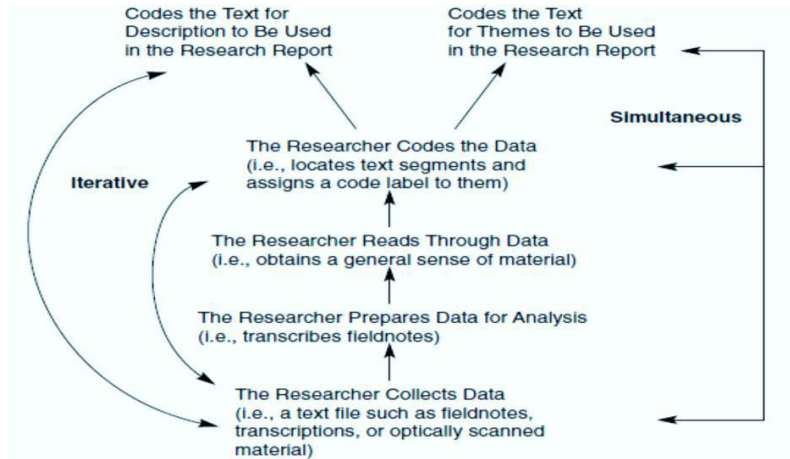 Codes the Text for
Description to Be Used
in the Research Report
Codes the Text
for Themes to Be Used
in the Research Report
Simultaneous
The Researcher Codes the Data
(i.e., locates text segments and
assigns a code label to them)
Iterative
The Researcher Reads Through Data
(i.e., obtains a general sense of material)
The Researcher Prepares Data for Analysis
(i.e., transcribes fieldnotes)
The Researcher Collects Data
(i.e., a text file such as fieldnotes,
transcriptions, or optically scanned
material)